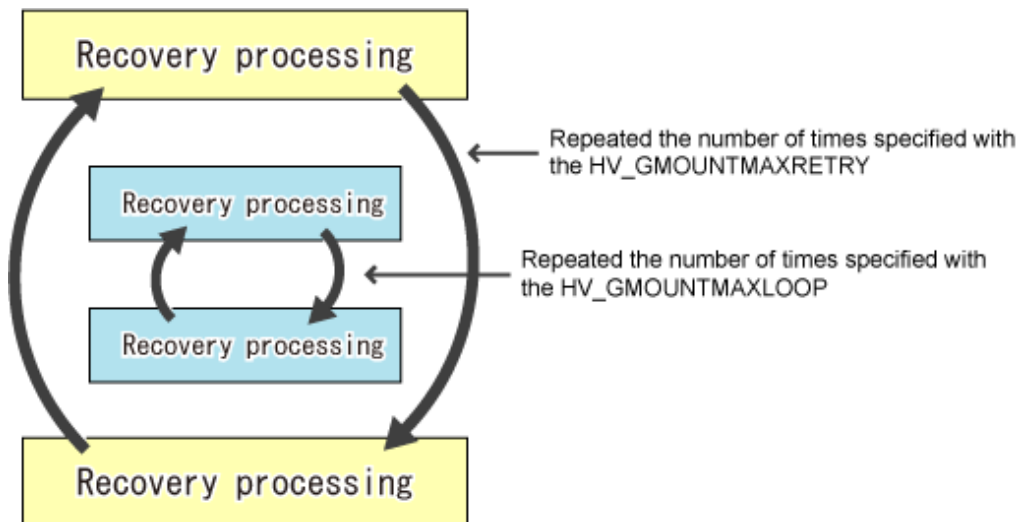 Recovery processing
Repeated the number of times specified with
the HV_GMOUNTMAXRETRY
Recovery processing
Repeated the number of times specified with
the HV_GMOUNTMAXLOOP
Recovery processing
Recovery processing